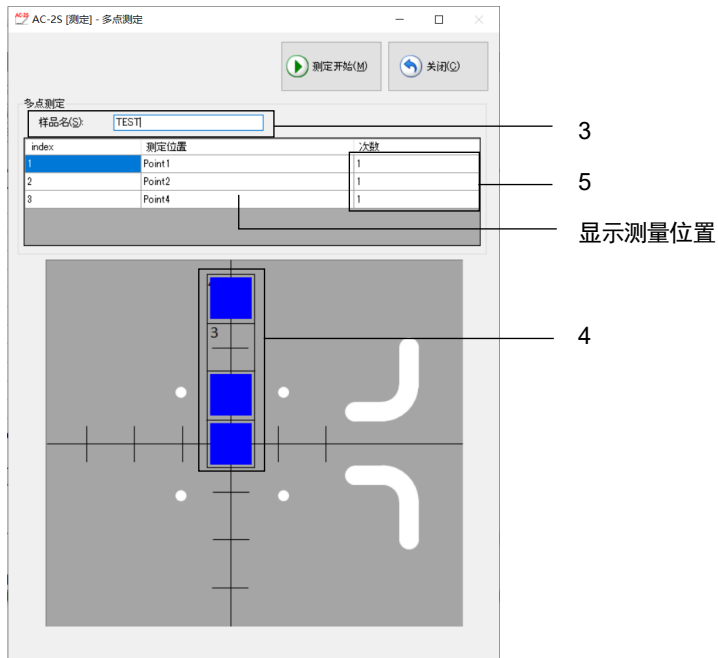 AC-2S [测定] - 多点测定
测定开始(M)
关闭(C)
多点测定
样品名(S): TEST
index 测定位置 次数
1 Point1 1
2 Point2 1
3 Point4 1
3
5
显示测量位置
4
3